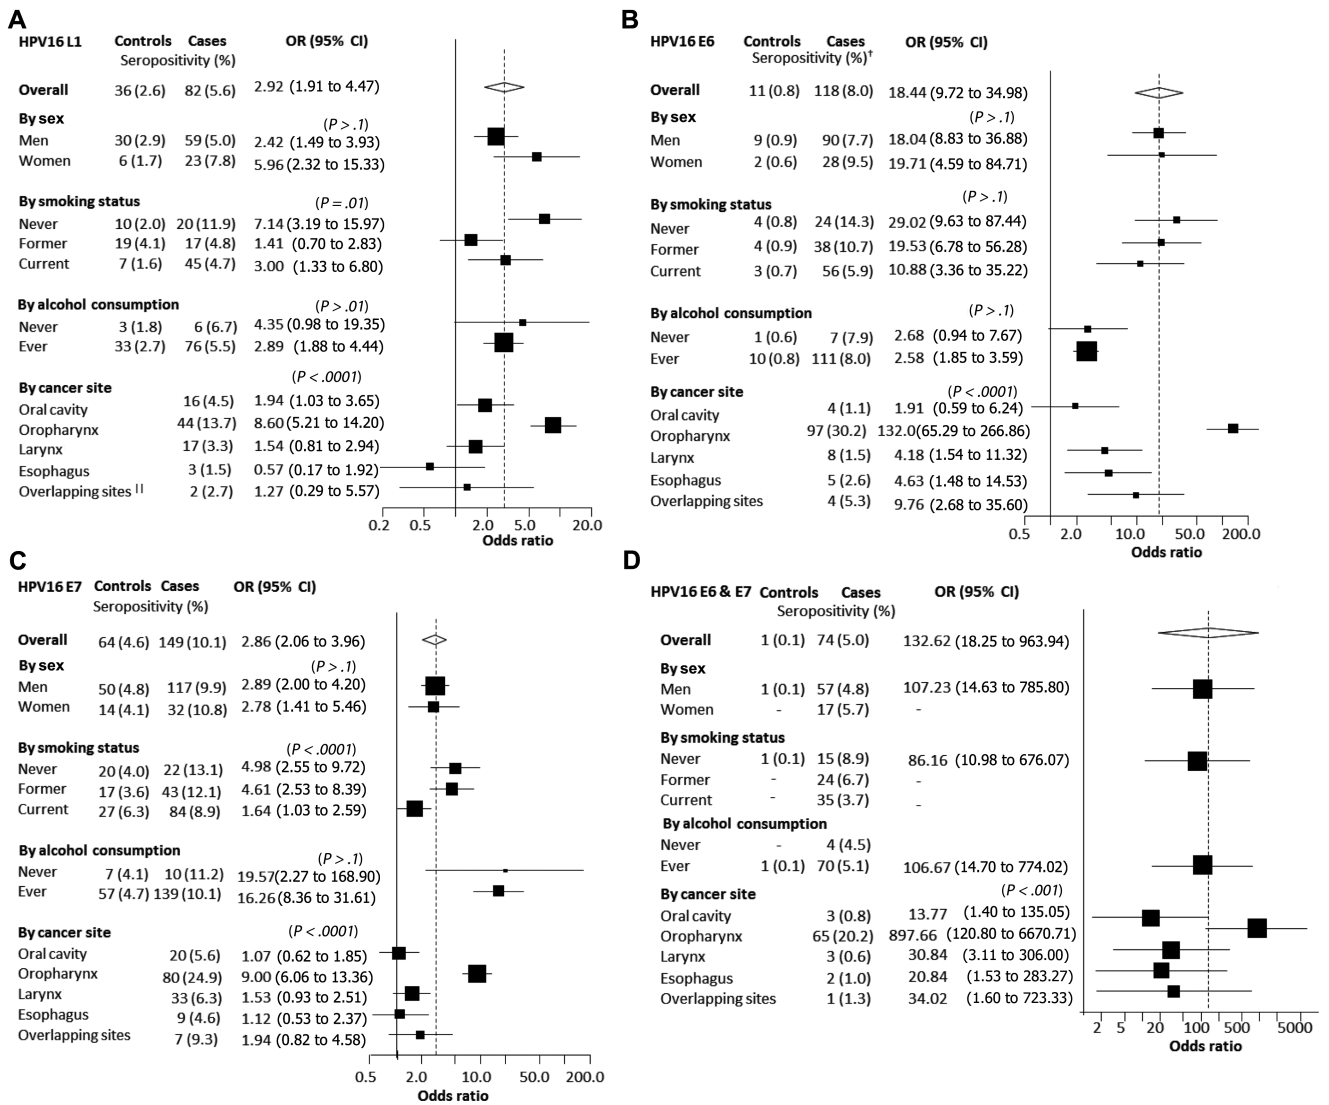 A
HPV16 L1 Controls Cases OR (95% CI)
Seropositivity (%)
Overall 36 (2.6) 82 (5.6) 2.92 (1.91 to 4.47)
By sex (P > .1)
Men 30 (2.9) 59 (5.0) 2.42 (1.49 to 3.93)
Women 6 (1.7) 23 (7.8) 5.96 (2.32 to 15.33)
By smoking status (P = .01)
Never 10 (2.0) 20 (11.9) 7.14 (3.19 to 15.97)
Former 19 (4.1) 17 (4.8) 1.41 (0.70 to 2.83)
Current 7 (1.6) 45 (4.7) 3.00 (1.33 to 6.80)
By alcohol consumption (P > .01)
Never 3 (1.8) 6 (6.7) 4.35 (0.98 to 19.35)
Ever 33 (2.7) 76 (5.5) 2.89 (1.88 to 4.44)
By cancer site (P < .0001)
Oral cavity 16 (4.5) 1.94 (1.03 to 3.65)
Oropharynx 44 (13.7) 8.60 (5.21 to 14.20)
Larynx 17 (3.3) 1.54 (0.81 to 2.94)
Esophagus 3 (1.5) 0.57 (0.17 to 1.92)
Overlapping sites || 2 (2.7) 1.27 (0.29 to 5.57)
0.2 0.5 2.0 5.0 20.0
Odds ratio
B
HPV16 E6 Controls Cases OR (95% CI)
Seropositivity (%)†
Overall 11 (0.8) 118 (8.0) 18.44 (9.72 to 34.98)
By sex (P > .1)
Men 9 (0.9) 90 (7.7) 18.04 (8.83 to 36.88)
Women 2 (0.6) 28 (9.5) 19.71 (4.59 to 84.71)
By smoking status (P > .1)
Never 4 (0.8) 24 (14.3) 29.02 (9.63 to 87.44)
Former 4 (0.9) 38 (10.7) 19.53 (6.78 to 56.28)
Current 3 (0.7) 56 (5.9) 10.88 (3.36 to 35.22)
By alcohol consumption (P > .1)
Never 1 (0.6) 7 (7.9) 2.68 (0.94 to 7.67)
Ever 10 (0.8) 111 (8.0) 2.58 (1.85 to 3.59)
By cancer site (P < .0001)
Oral cavity 4 (1.1) 1.91 (0.59 to 6.24)
Oropharynx 97 (30.2) 132.0(65.29 to 266.86)
Larynx 8 (1.5) 4.18 (1.54 to 11.32)
Esophagus 5 (2.6) 4.63 (1.48 to 14.53)
Overlapping sites 4 (5.3) 9.76 (2.68 to 35.60)
0.5 2.0 10.0 50.0 200.0
Odds ratio
C
HPV16 E7 Controls Cases OR (95% CI)
Seropositivity (%)
Overall 64 (4.6) 149 (10.1) 2.86 (2.06 to 3.96)
By sex (P > .1)
Men 50 (4.8) 117 (9.9) 2.89 (2.00 to 4.20)
Women 14 (4.1) 32 (10.8) 2.78 (1.41 to 5.46)
By smoking status (P < .0001)
Never 20 (4.0) 22 (13.1) 4.98 (2.55 to 9.72)
Former 17 (3.6) 43 (12.1) 4.61 (2.53 to 8.39)
Current 27 (6.3) 84 (8.9) 1.64 (1.03 to 2.59)
By alcohol consumption (P > .1)
Never 7 (4.1) 10 (11.2) 19.57(2.27 to 168.90)
Ever 57 (4.7) 139 (10.1) 16.26(8.36 to 31.61)
By cancer site (P < .0001)
Oral cavity 20 (5.6) 1.07 (0.62 to 1.85)
Oropharynx 80 (24.9) 9.00 (6.06 to 13.36)
Larynx 33 (6.3) 1.53 (0.93 to 2.51)
Esophagus 9 (4.6) 1.12 (0.53 to 2.37)
Overlapping sites 7 (9.3) 1.94 (0.82 to 4.58)
0.5 2.0 10.0 50.0 200.0
Odds ratio
D
HPV16 E6 & E7 Controls Cases OR (95% CI)
Seropositivity (%)
Overall 1 (0.1) 74 (5.0) 132.62 (18.25 to 963.94)
By sex
Men 1 (0.1) 57 (4.8) 107.23 (14.63 to 785.80)
Women - 17 (5.7) -
By smoking status
Never 1 (0.1) 15 (8.9) 86.16 (10.98 to 676.07)
Former - 24 (6.7) -
Current - 35 (3.7) -
By alcohol consumption
Never - 4 (4.5)
Ever 1 (0.1) 70 (5.1) 106.67 (14.70 to 774.02)
By cancer site (P < .001)
Oral cavity 3 (0.8) 13.77 (1.40 to 135.05)
Oropharynx 65 (20.2) 897.66 (120.80 to 6670.71)
Larynx 3 (0.6) 30.84 (3.11 to 306.00)
Esophagus 2 (1.0) 20.84 (1.53 to 283.27)
Overlapping sites 1 (1.3) 34.02 (1.60 to 723.33)
2 5 20 100 500 5000
Odds ratio